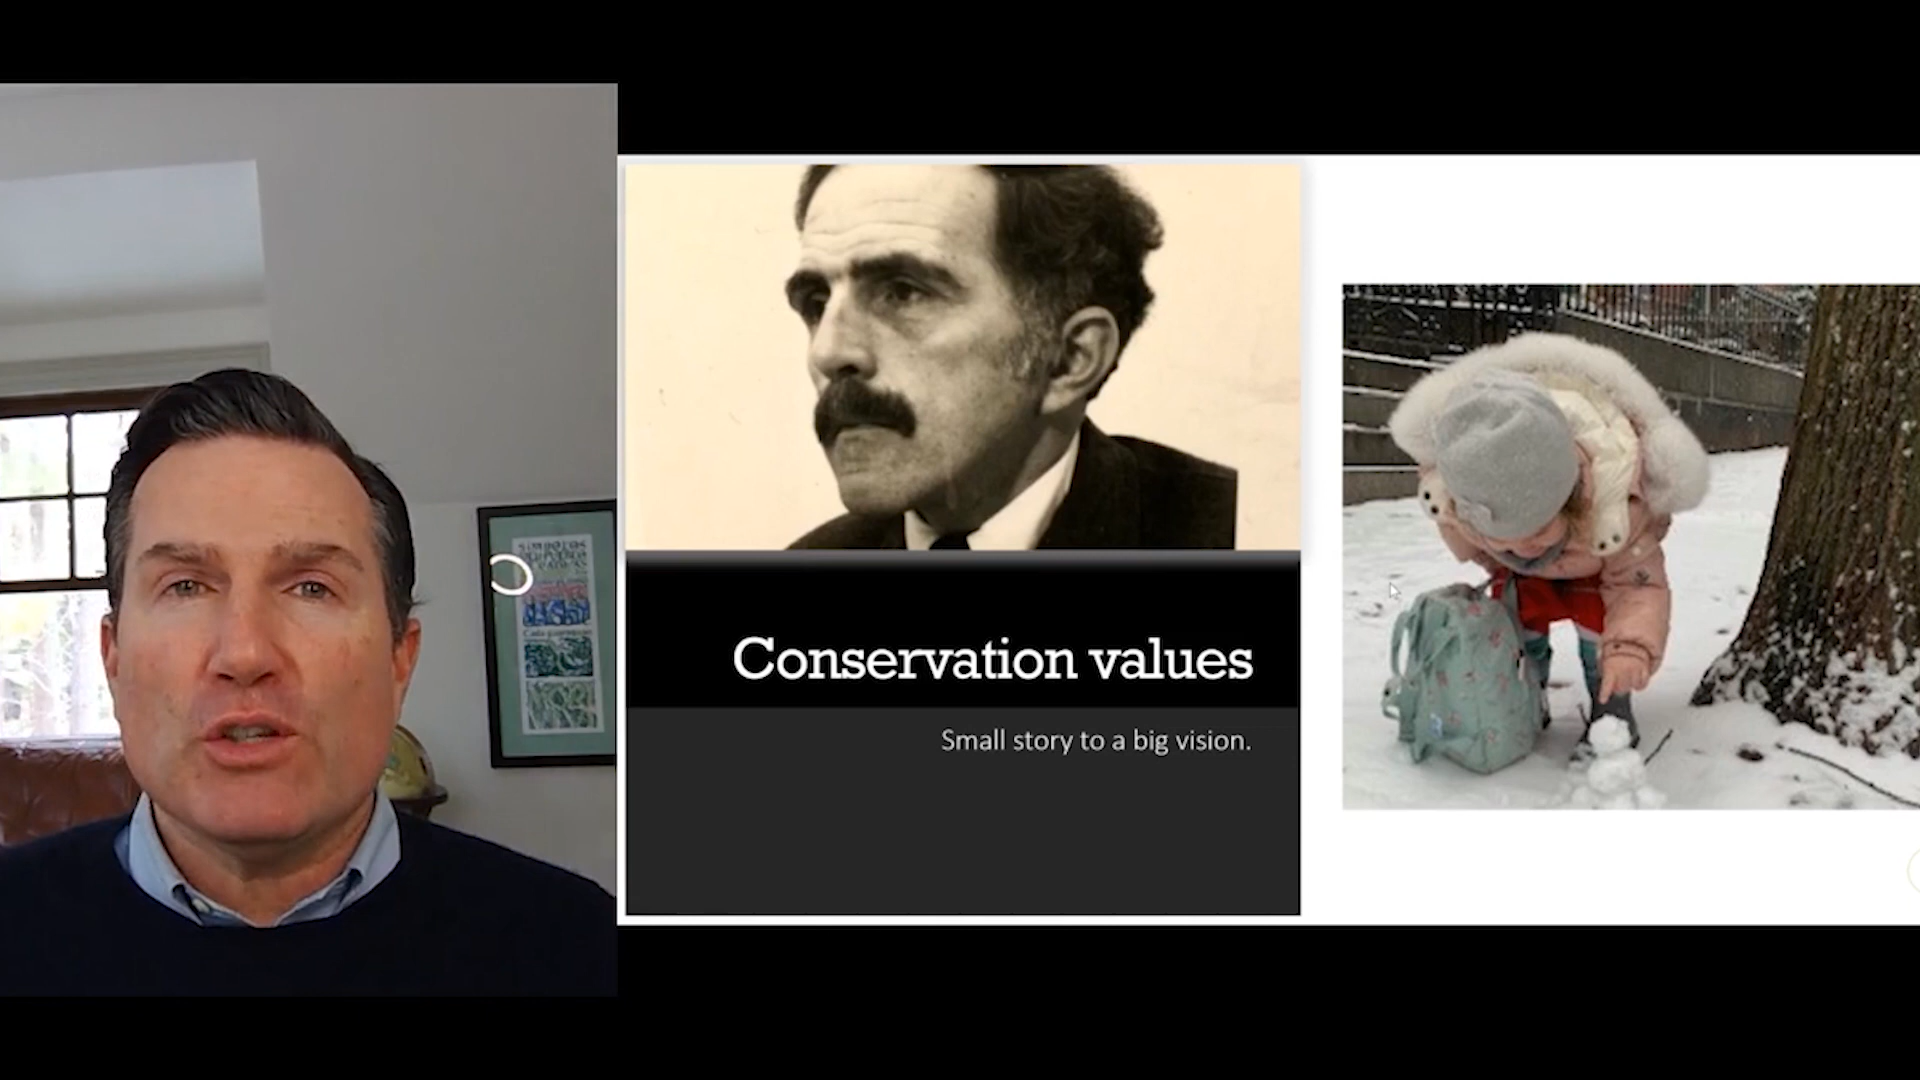 Conservation values
Small story to a big vision.